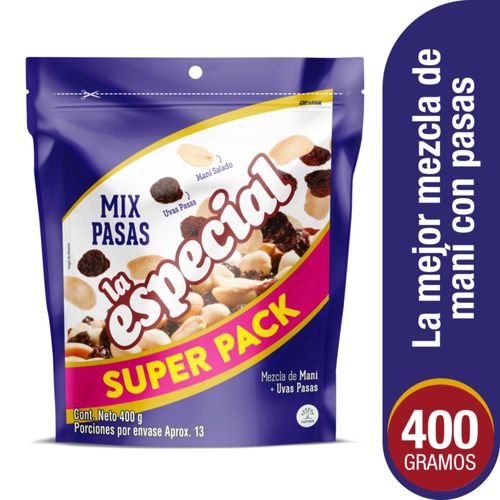 MIX
PASAS
Maní Salado
Uvas Pasas
la
especial
SUPER PACK
Mezcla de Maní
+ Uvas Pasas
Cont. Neto 400 g
Porciones por envase Aprox. 13
La mejor mezcla de
maní con pasas
400
GRAMOS